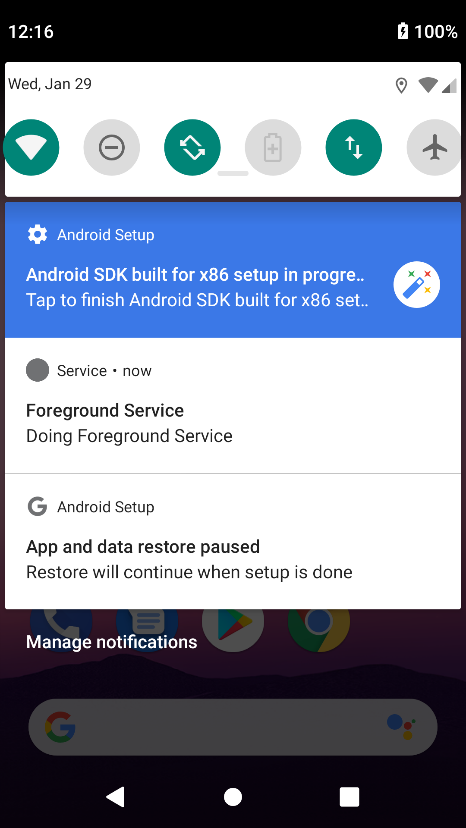 12:16 100%
Wed, Jan 29
Android Setup
Android SDK built for x86 setup in progre..
Tap to finish Android SDK built for x86 set..
Service • now
Foreground Service
Doing Foreground Service
Android Setup
App and data restore paused
Restore will continue when setup is done
Manage notifications